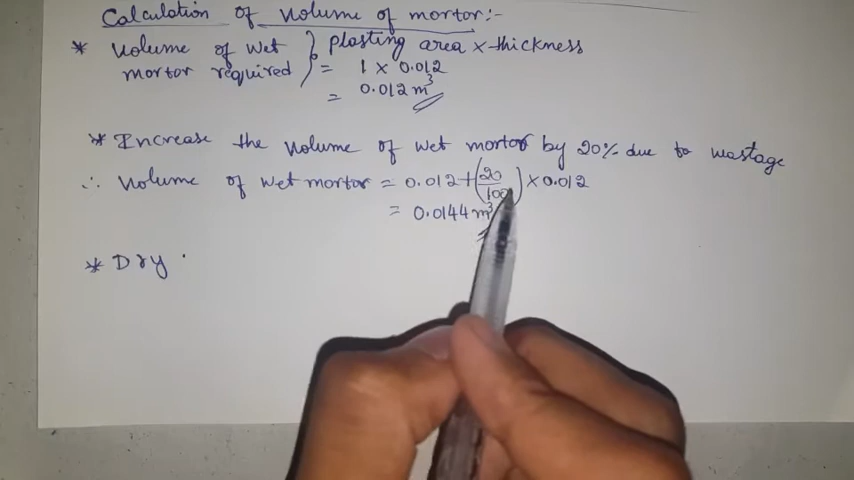 Calculation of Volume of mortor:-
* Volume of Wet } plasting area × thickness
mortor required } = 1 × 0.012
= 0.012 m³
* Increase the Volume of Wet mortor by 20% due to wastage
∴ Volume of Wet mortor = 0.012 + (20/100) × 0.012
= 0.0144 m³
* Dry